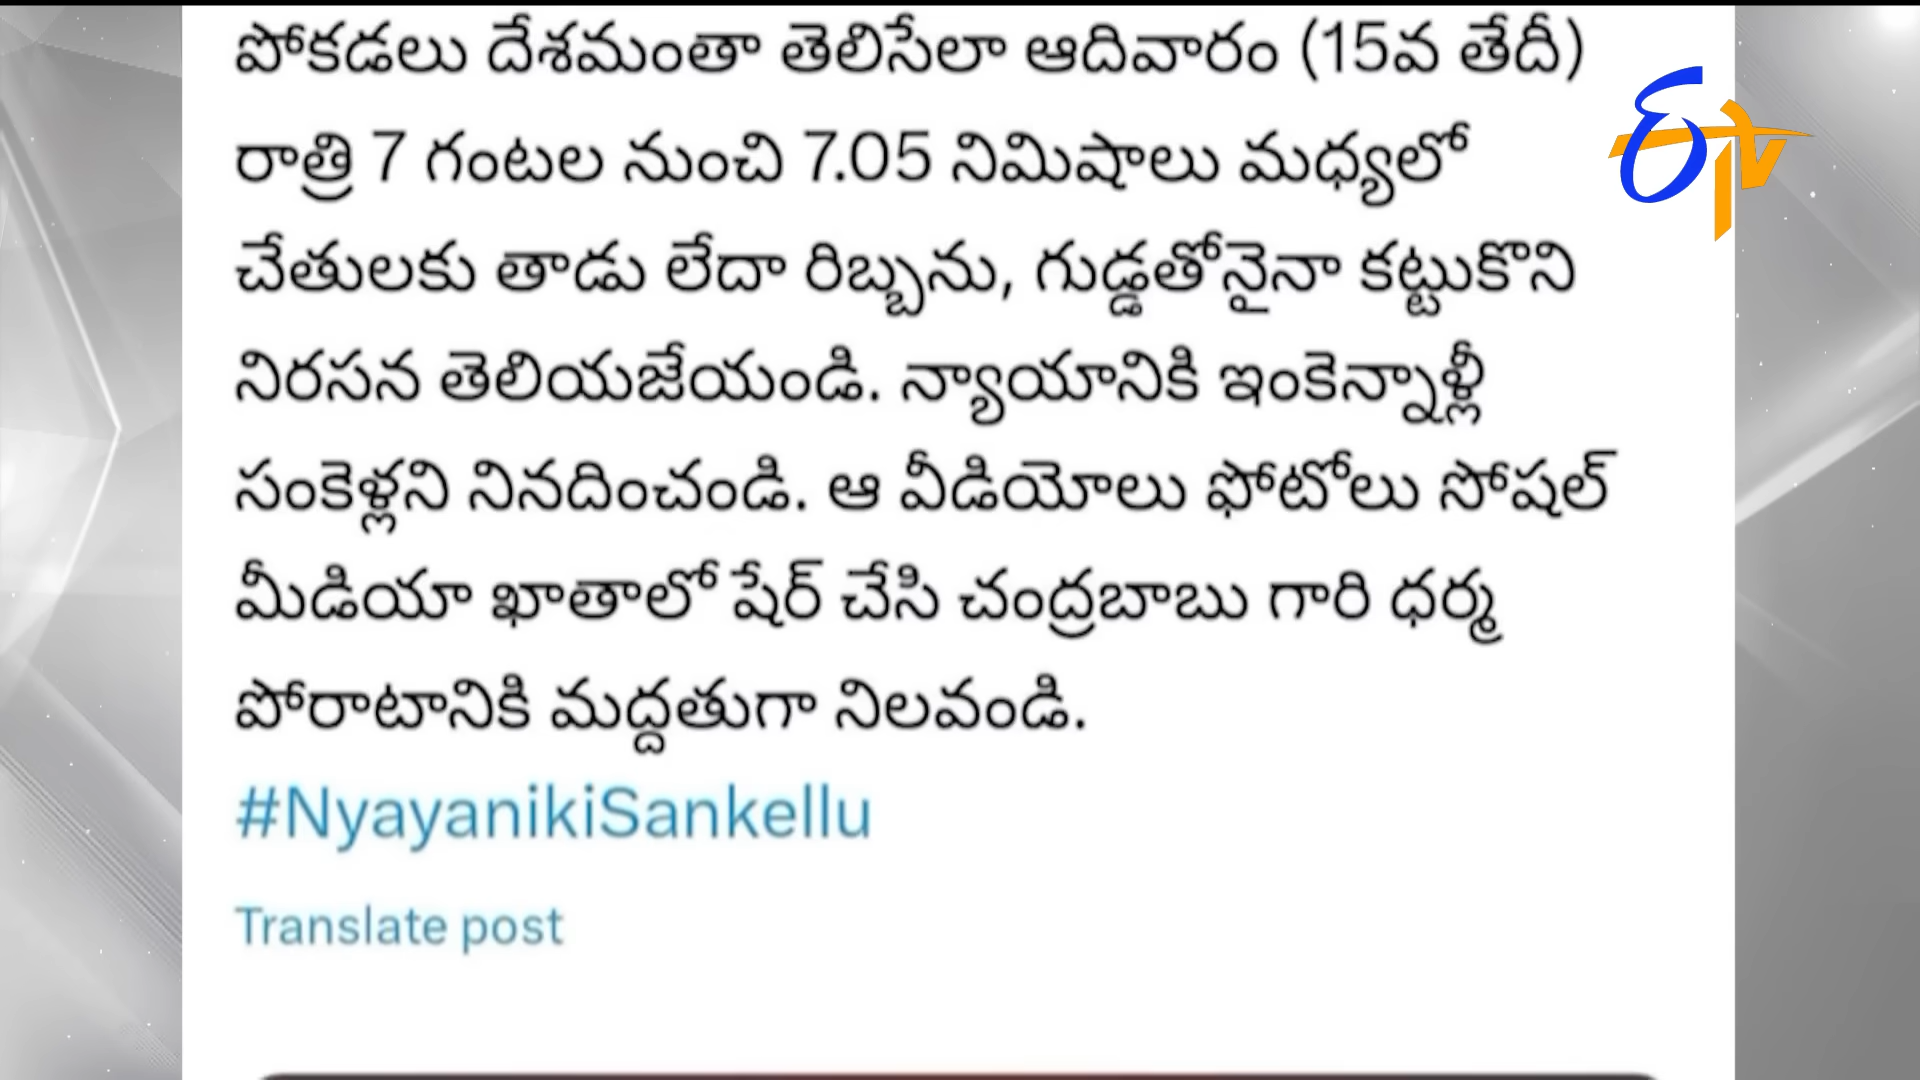 పోకడలు దేశమంతా తెలిసేలా ఆదివారం (15వ తేదీ)
రాత్రి 7 గంటల నుంచి 7.05 నిమిషాలు మధ్యలో
చేతులకు తాడు లేదా రిబ్బను, గుడ్డతోనైనా కట్టుకొని
నిరసన తెలియజేయండి. న్యాయానికి ఇంకెన్నాళ్లీ
సంకెళ్లని నినదించండి. ఆ వీడియోలు ఫోటోలు సోషల్
మీడియా ఖాతాలో షేర్ చేసి చంద్రబాబు గారి ధర్మ
పోరాటానికి మద్దతుగా నిలవండి.
#NyayanikiSankellu
Translate post
ETV